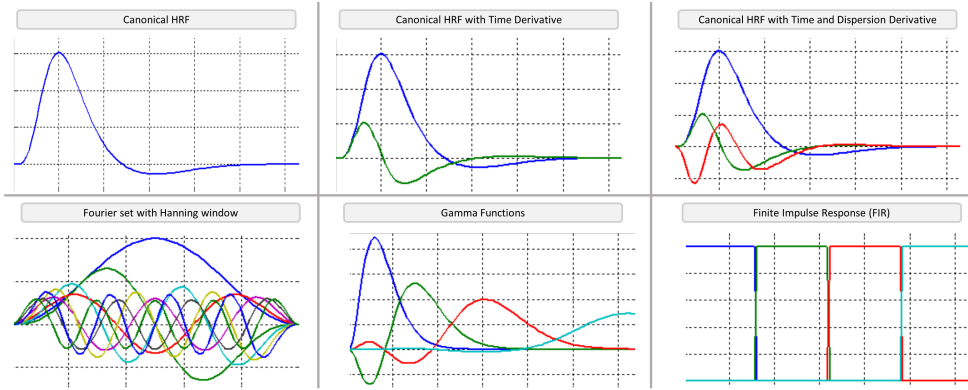 Canonical HRF
Canonical HRF with Time Derivative
Canonical HRF with Time and Dispersion Derivative
Fourier set with Hanning window
Gamma Functions
Finite Impulse Response (FIR)